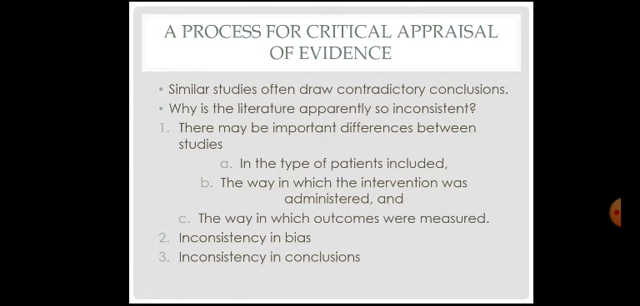 A PROCESS FOR CRITICAL APPRAISAL
OF EVIDENCE
• Similar studies often draw contradictory conclusions.
• Why is the literature apparently so inconsistent?
1. There may be important differences between
studies
a. In the type of patients included,
b. The way in which the intervention was
administered, and
c. The way in which outcomes were measured.
2. Inconsistency in bias
3. Inconsistency in conclusions